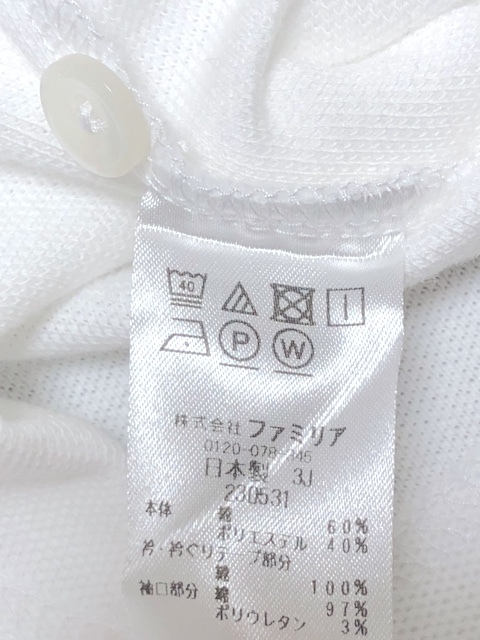 40
P W
株式会社 ファミリア
日本製 3J
230531
本体 綿 60%
ポリエステル 40%
衿・衿ぐりテープ部分
綿 100%
袖口部分 綿 97%
ポリウレタン 3%